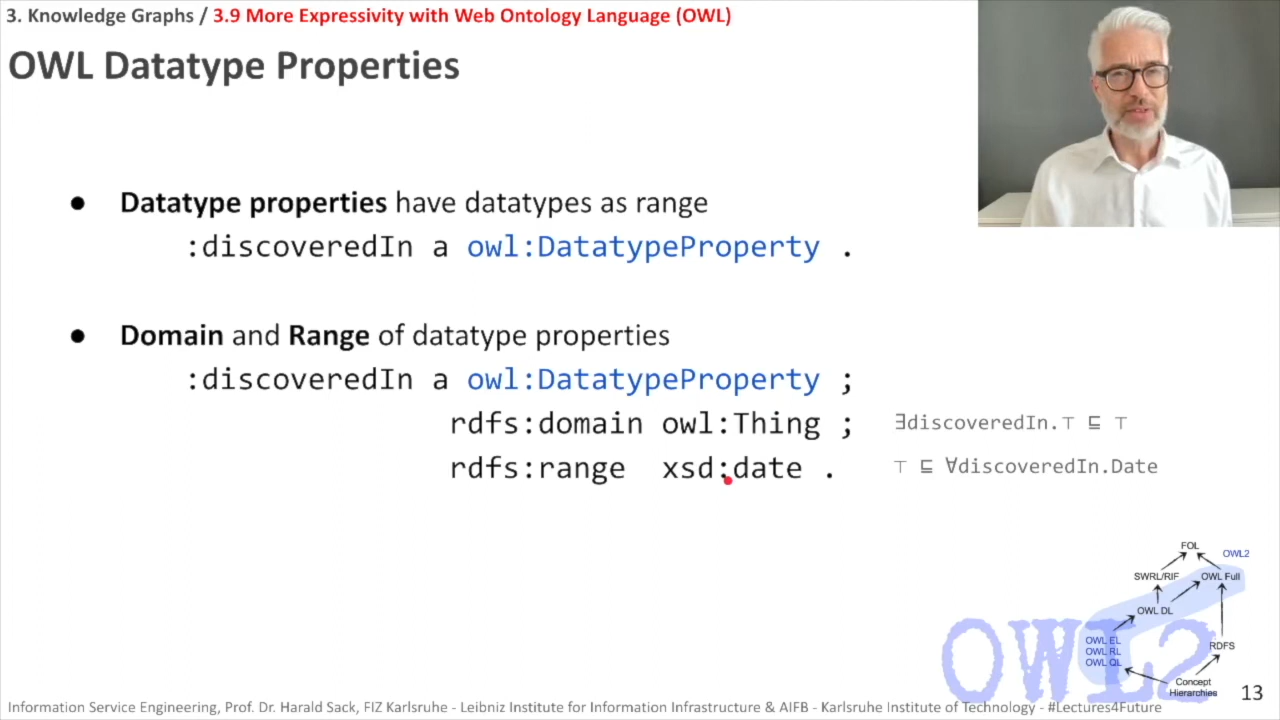 3. Knowledge Graphs / 3.9 More Expressivity with Web Ontology Language (OWL)
OWL Datatype Properties
● Datatype properties have datatypes as range
:discoveredIn a owl:DatatypeProperty .
● Domain and Range of datatype properties
:discoveredIn a owl:DatatypeProperty ;
rdfs:domain owl:Thing ; ∃discoveredIn.⊤ ⊑ ⊤
rdfs:range xsd:date . ⊤ ⊑ ∀discoveredIn.Date
FOL
OWL2
SWRL/RIF
OWL Full
OWL DL
OWL EL
OWL RL
OWL QL
RDFS
Concept
Hierarchies
OWL2
13
Information Service Engineering, Prof. Dr. Harald Sack, FIZ Karlsruhe - Leibniz Institute for Information Infrastructure & AIFB - Karlsruhe Institute of Technology - #Lectures4Future